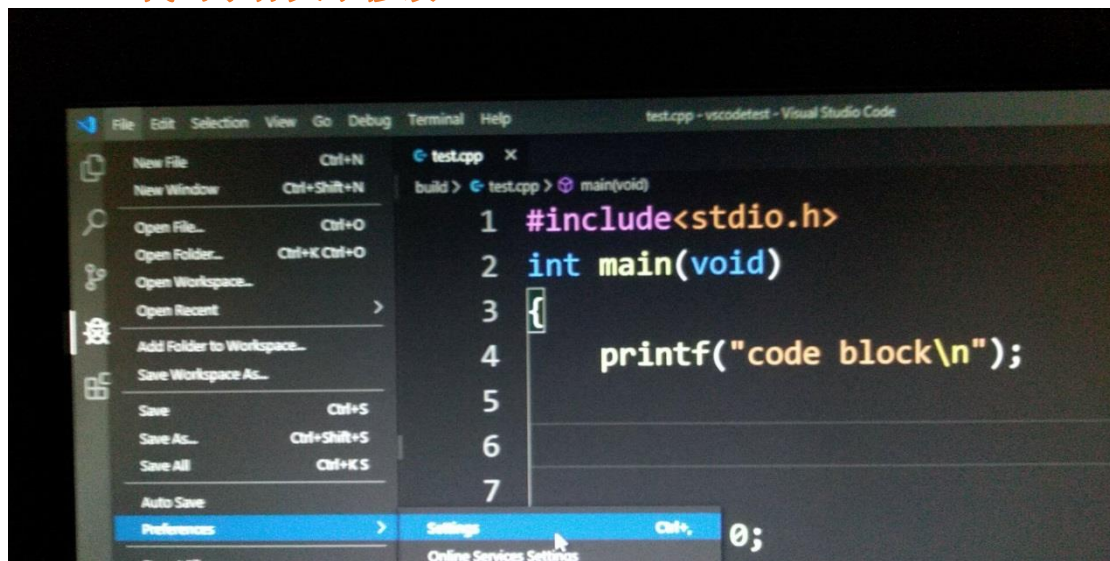 File Edit Selection View Go Debug Terminal Help test.cpp - vscodetest - Visual Studio Code
New File Ctrl+N
New Window Ctrl+Shift+N
Open File... Ctrl+O
Open Folder... Ctrl+K Ctrl+O
Open Workspace...
Open Recent >
Add Folder to Workspace...
Save Workspace As...
Save Ctrl+S
Save As... Ctrl+Shift+S
Save All Ctrl+K S
Auto Save
Preferences >
Settings Ctrl+,
Online Services Settings
test.cpp ×
build > test.cpp > main(void)
1 #include<stdio.h>
2 int main(void)
3 {
4 printf("code block\n");
5
6
7
0;